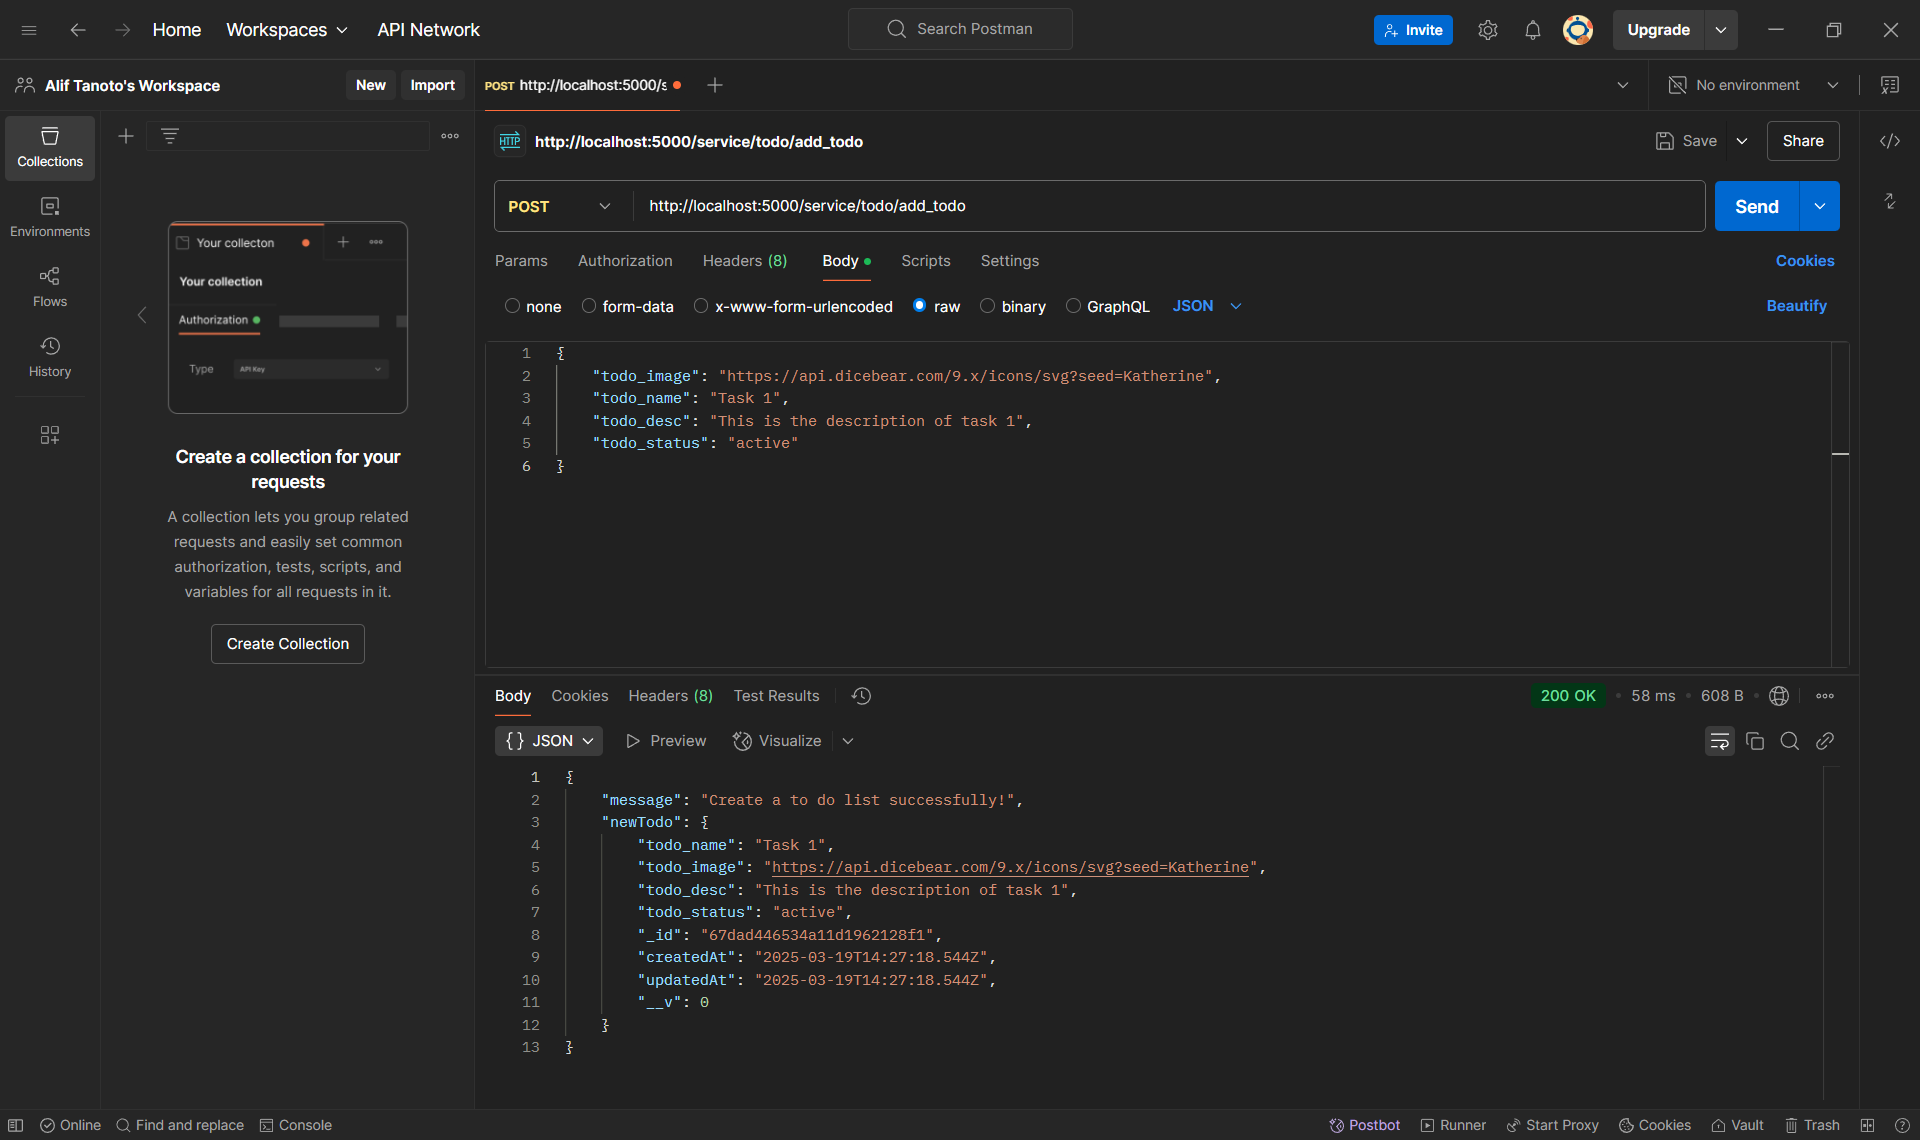 Home Workspaces API Network Search Postman Invite Upgrade
Alif Tanoto's Workspace New Import POST http://localhost:5000/s No environment
Collections
Environments
Flows
History
Your collecton
Your collection
Authorization
Type API Key
Create a collection for your
requests
A collection lets you group related
requests and easily set common
authorization, tests, scripts, and
variables for all requests in it.
Create Collection
HTTP http://localhost:5000/service/todo/add_todo Save Share
POST http://localhost:5000/service/todo/add_todo Send
Params Authorization Headers (8) Body Scripts Settings Cookies
none form-data x-www-form-urlencoded raw binary GraphQL JSON Beautify
1 {
2 "todo_image": "https://api.dicebear.com/9.x/icons/svg?seed=Katherine",
3 "todo_name": "Task 1",
4 "todo_desc": "This is the description of task 1",
5 "todo_status": "active"
6 }
Body Cookies Headers (8) Test Results 200 OK 58 ms 608 B
{} JSON Preview Visualize
1 {
2 "message": "Create a to do list successfully!",
3 "newTodo": {
4 "todo_name": "Task 1",
5 "todo_image": "https://api.dicebear.com/9.x/icons/svg?seed=Katherine",
6 "todo_desc": "This is the description of task 1",
7 "todo_status": "active",
8 "_id": "67dad446534a11d1962128f1",
9 "createdAt": "2025-03-19T14:27:18.544Z",
10 "updatedAt": "2025-03-19T14:27:18.544Z",
11 "__v": 0
12 }
13 }
Online Find and replace Console Postbot Runner Start Proxy Cookies Vault Trash